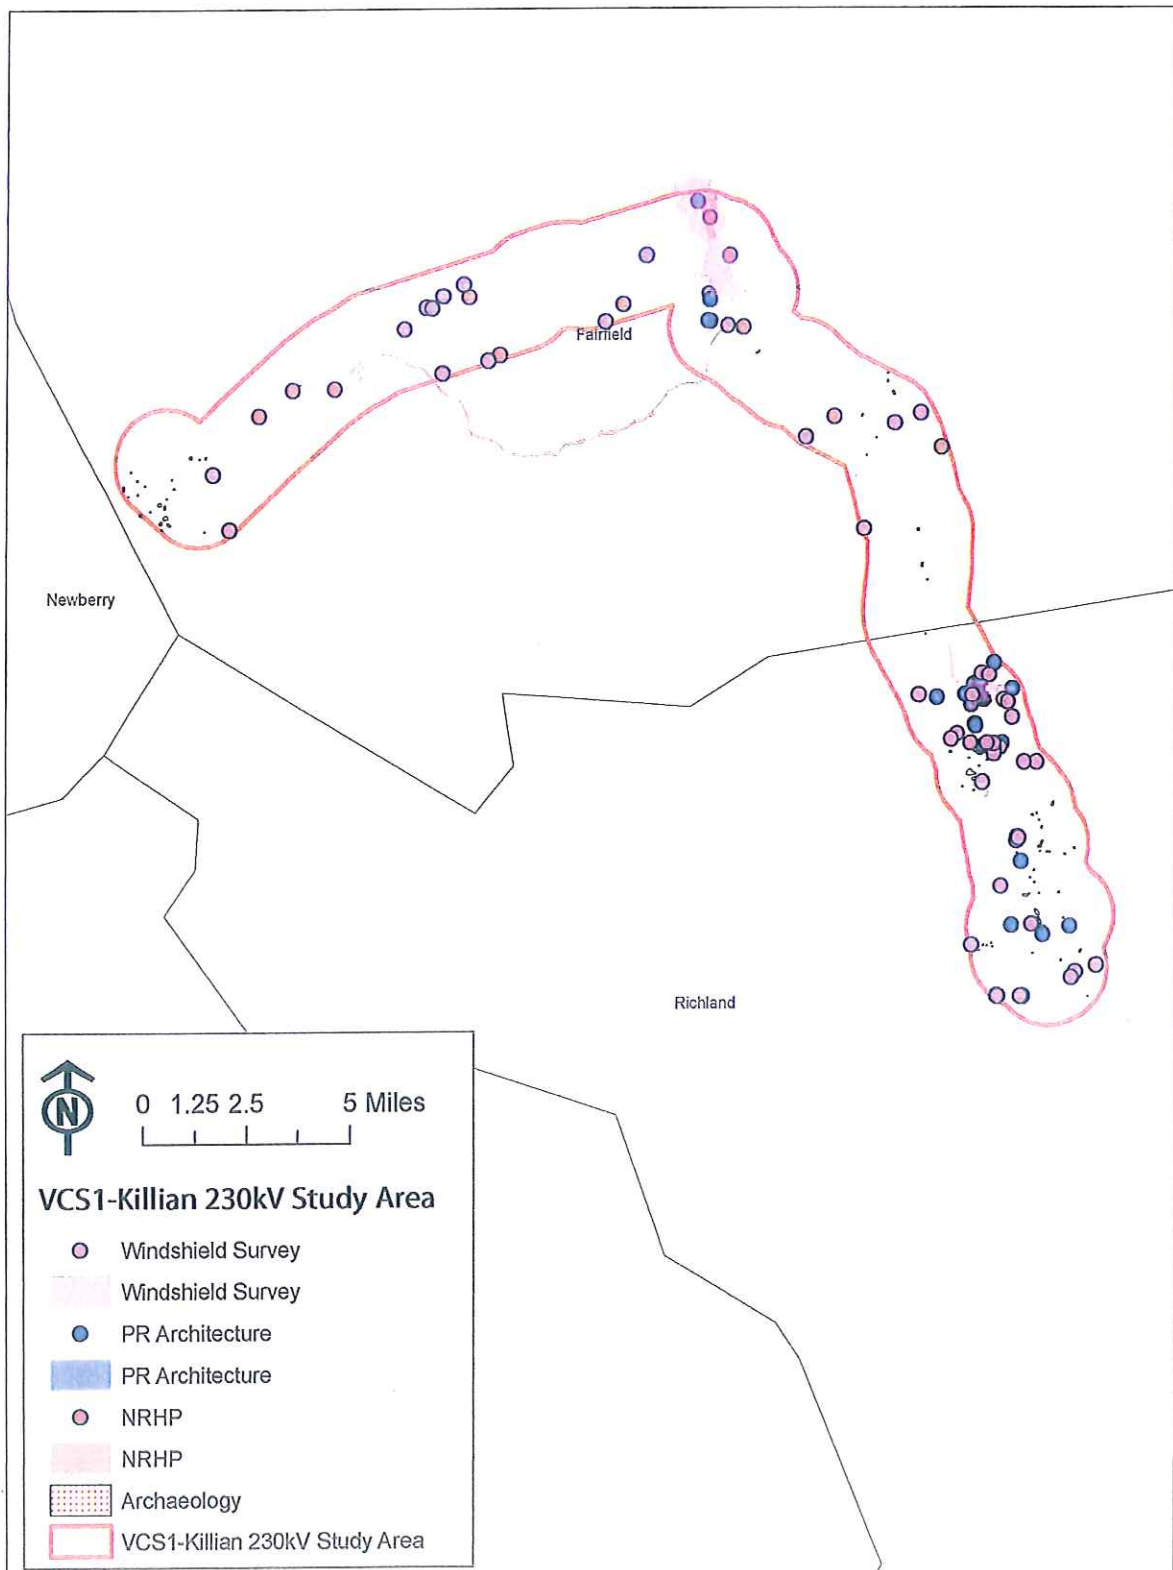 Fairfield
Newberry
Richland
N
0 1.25 2.5 5 Miles
VCS1-Killian 230kV Study Area
Windshield Survey
Windshield Survey
PR Architecture
PR Architecture
NRHP
NRHP
Archaeology
VCS1-Killian 230kV Study Area